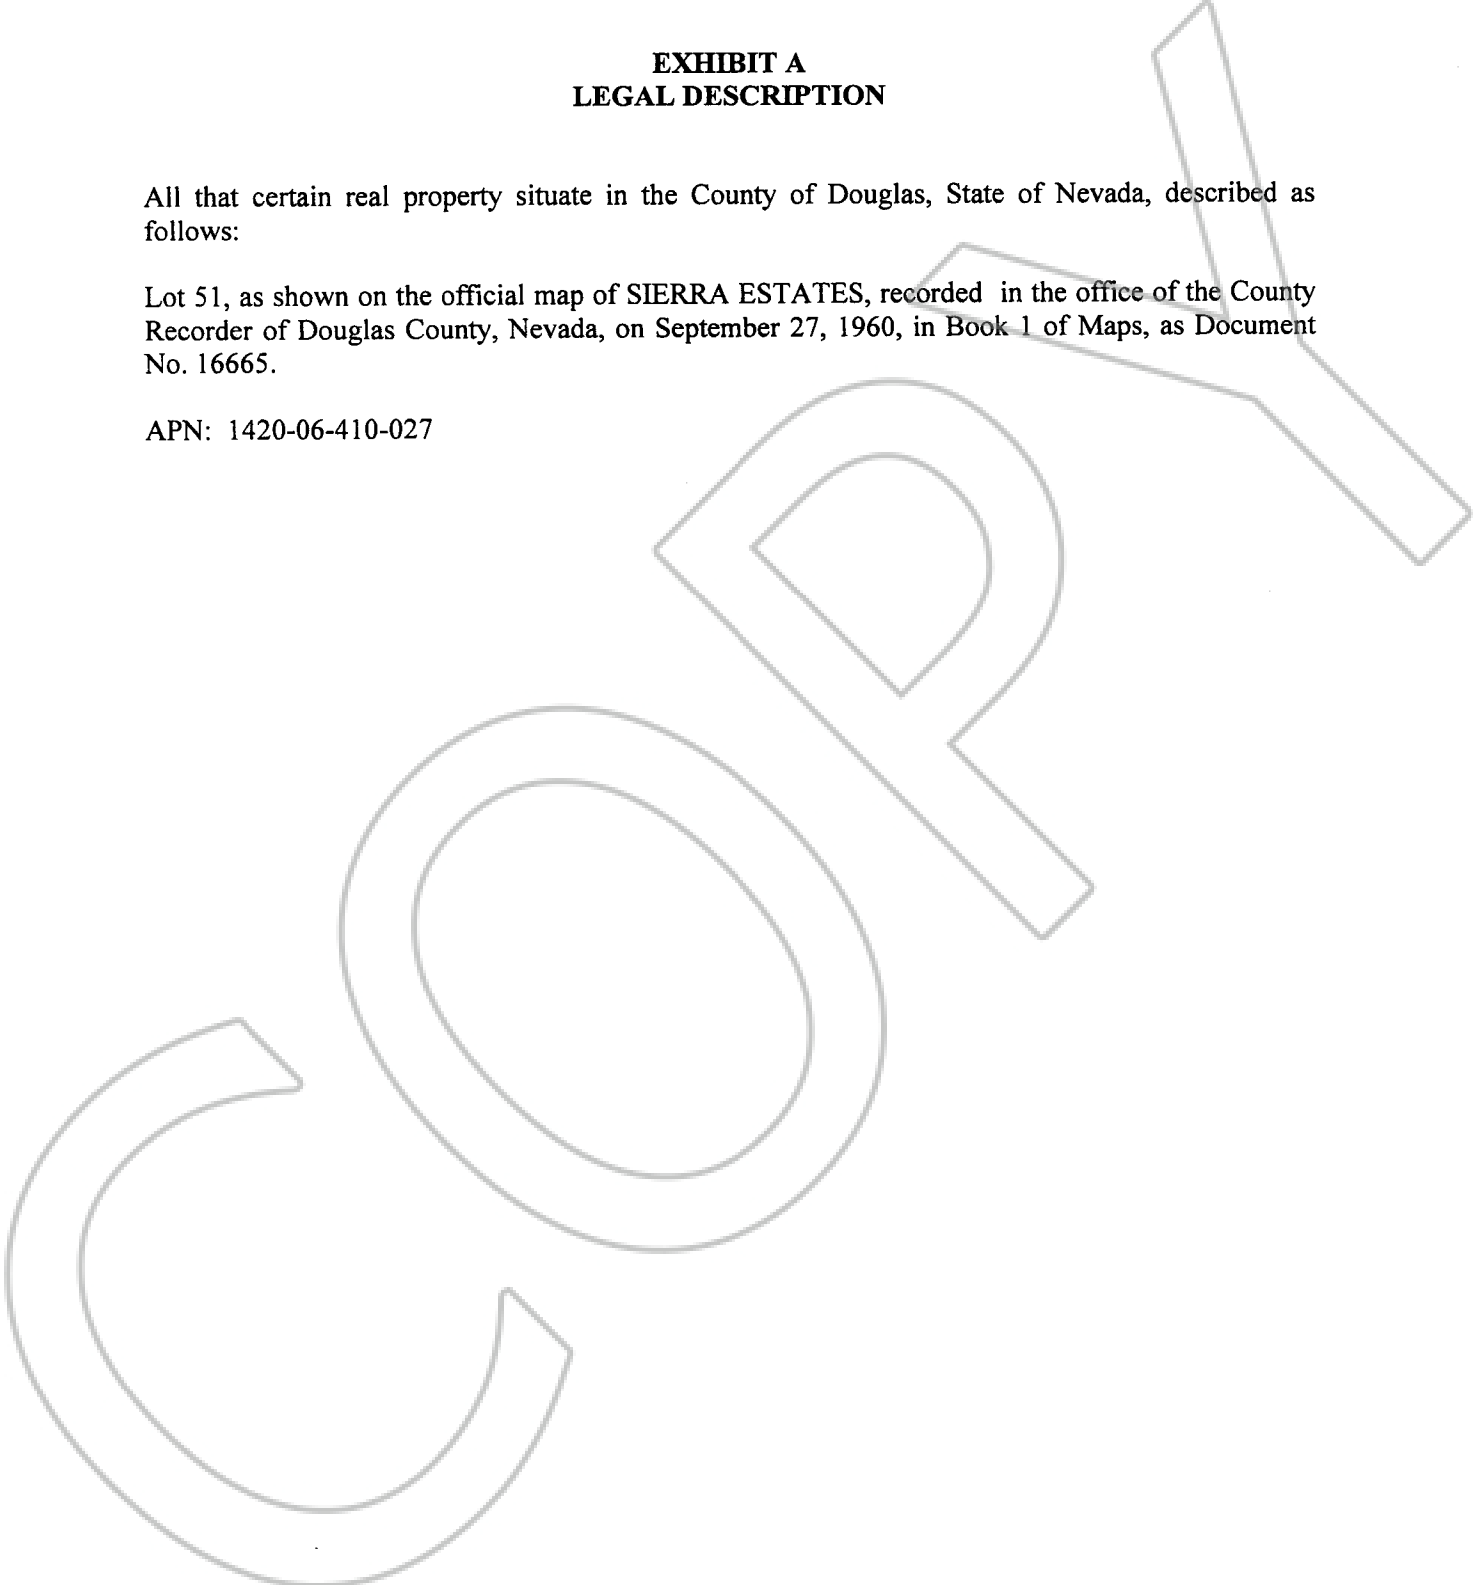 EXHIBIT A
LEGAL DESCRIPTION
All that certain real property situate in the County of Douglas, State of Nevada, described as
follows:
Lot 51, as shown on the official map of SIERRA ESTATES, recorded in the office of the County
Recorder of Douglas County, Nevada, on September 27, 1960, in Book 1 of Maps, as Document
No. 16665.
APN: 1420-06-410-027
COPY